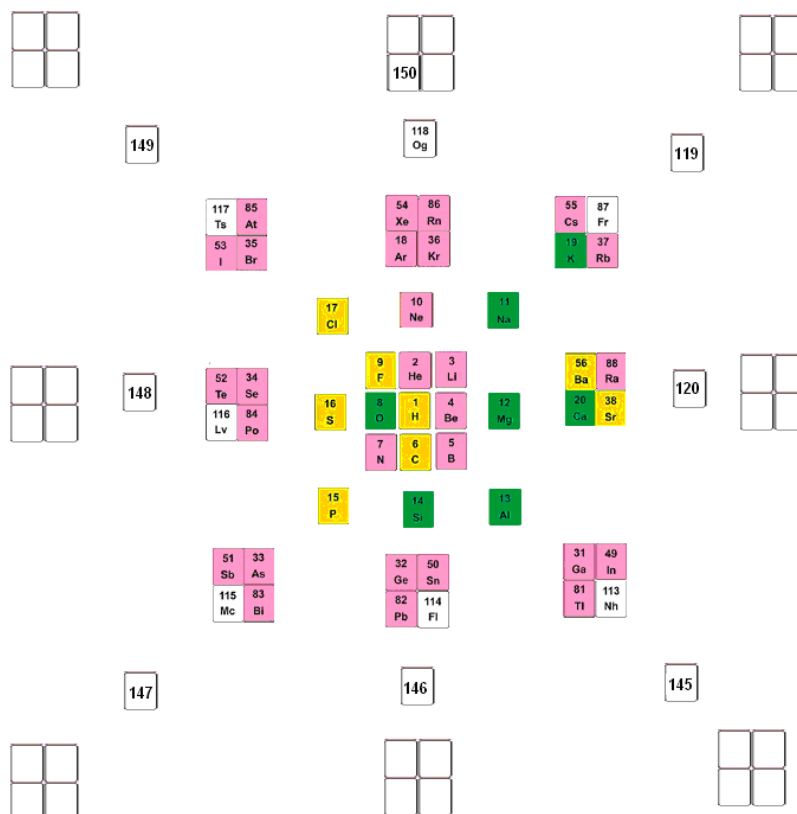 150
118
Og
149
119
117 85
Ts At
53 35
I Br
54 86
Xe Rn
18 36
Ar Kr
55 87
Cs Fr
19 37
K Rb
17
Cl
10
Ne
11
Na
9 2 3
F He Li
8 1 4
O H Be
7 6 5
N C B
52 34
Te Se
116 84
Lv Po
148
16
S
12
Mg
56 88
Ba Ra
20 38
Ca Sr
120
15
P
14
Si
13
Al
51 33
Sb As
115 83
Mc Bi
32 50
Ge Sn
82 114
Pb Fl
31 49
Ga In
81 113
Tl Nh
147
146
145